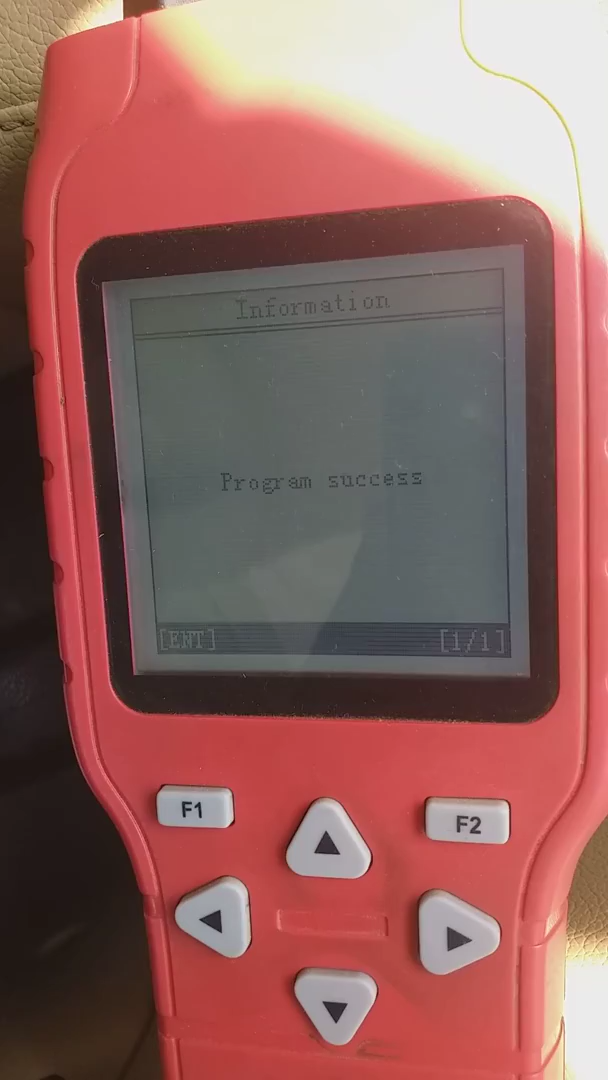 Information
Program success
[ENT] [1/1]
F1 F2